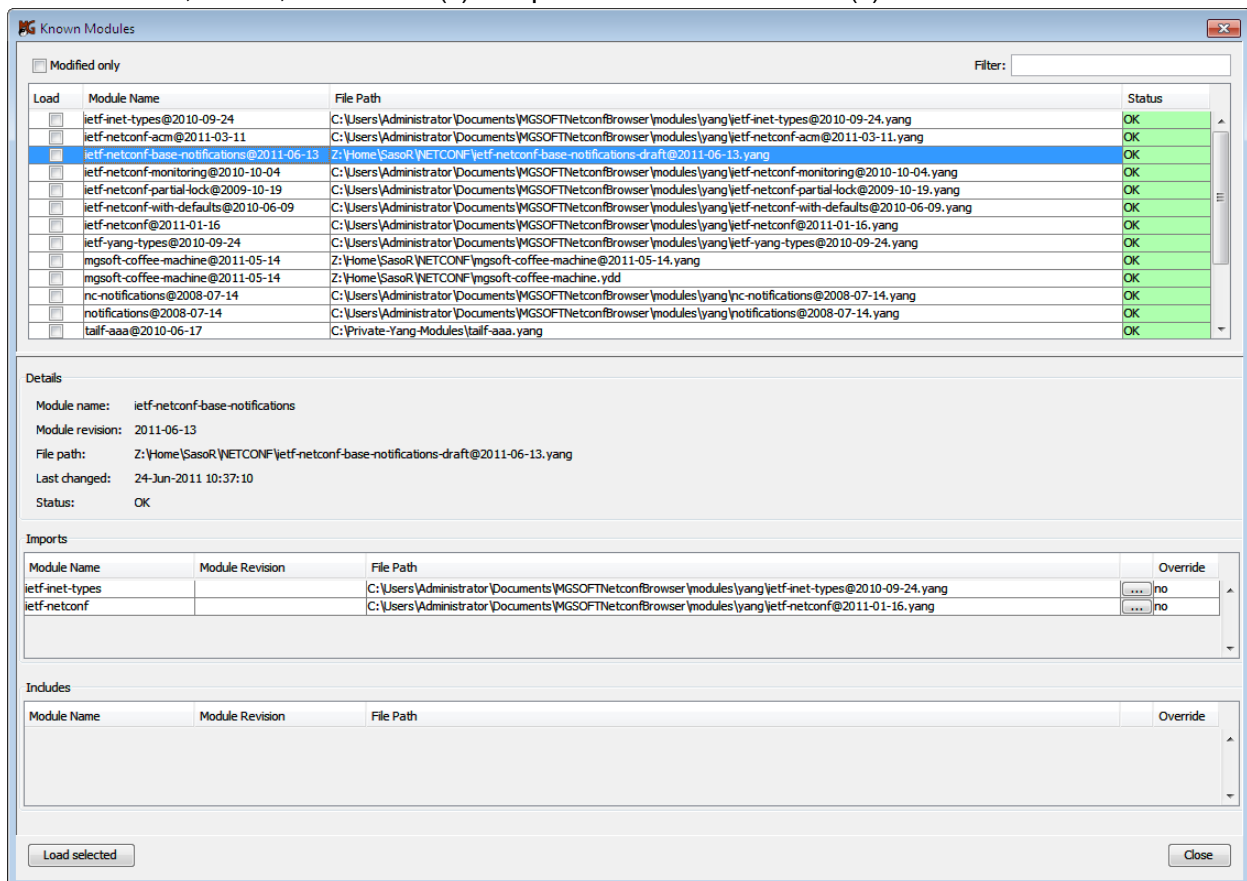 Known Modules
Modified only Filter:
Load Module Name File Path Status
ietf-inet-types@2010-09-24 C:\Users\Administrator\Documents\MGSOFTNetconfBrowser\modules\yang\ietf-inet-types@2010-09-24.yang OK
ietf-netconf-acm@2011-03-11 C:\Users\Administrator\Documents\MGSOFTNetconfBrowser\modules\yang\ietf-netconf-acm@2011-03-11.yang OK
ietf-netconf-base-notifications@2011-06-13 Z:\Home\SasoR\NETCONF\ietf-netconf-base-notifications-draft@2011-06-13.yang OK
ietf-netconf-monitoring@2010-10-04 C:\Users\Administrator\Documents\MGSOFTNetconfBrowser\modules\yang\ietf-netconf-monitoring@2010-10-04.yang OK
ietf-netconf-partial-lock@2009-10-19 C:\Users\Administrator\Documents\MGSOFTNetconfBrowser\modules\yang\ietf-netconf-partial-lock@2009-10-19.yang OK
ietf-netconf-with-defaults@2010-06-09 C:\Users\Administrator\Documents\MGSOFTNetconfBrowser\modules\yang\ietf-netconf-with-defaults@2010-06-09.yang OK
ietf-netconf@2011-01-16 C:\Users\Administrator\Documents\MGSOFTNetconfBrowser\modules\yang\ietf-netconf@2011-01-16.yang OK
ietf-yang-types@2010-09-24 C:\Users\Administrator\Documents\MGSOFTNetconfBrowser\modules\yang\ietf-yang-types@2010-09-24.yang OK
mgsoft-coffee-machine@2011-05-14 Z:\Home\SasoR\NETCONF\mgsoft-coffee-machine@2011-05-14.yang OK
mgsoft-coffee-machine@2011-05-14 Z:\Home\SasoR\NETCONF\mgsoft-coffee-machine.ydd OK
nc-notifications@2008-07-14 C:\Users\Administrator\Documents\MGSOFTNetconfBrowser\modules\yang\nc-notifications@2008-07-14.yang OK
notifications@2008-07-14 C:\Users\Administrator\Documents\MGSOFTNetconfBrowser\modules\yang\notifications@2008-07-14.yang OK
tailf-aaa@2010-06-17 C:\Private-Yang-Modules\tailf-aaa.yang OK
Details
Module name: ietf-netconf-base-notifications
Module revision: 2011-06-13
File path: Z:\Home\SasoR\NETCONF\ietf-netconf-base-notifications-draft@2011-06-13.yang
Last changed: 24-Jun-2011 10:37:10
Status: OK
Imports
Module Name Module Revision File Path Override
ietf-inet-types C:\Users\Administrator\Documents\MGSOFTNetconfBrowser\modules\yang\ietf-inet-types@2010-09-24.yang ... no
ietf-netconf C:\Users\Administrator\Documents\MGSOFTNetconfBrowser\modules\yang\ietf-netconf@2011-01-16.yang ... no
Includes
Module Name Module Revision File Path Override
Load selected Close